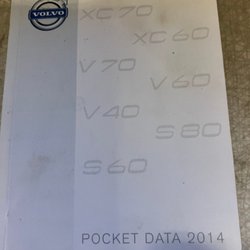 VOLVO
XC70
XC60
V70
V60
V40
S80
S60
POCKET DATA 2014